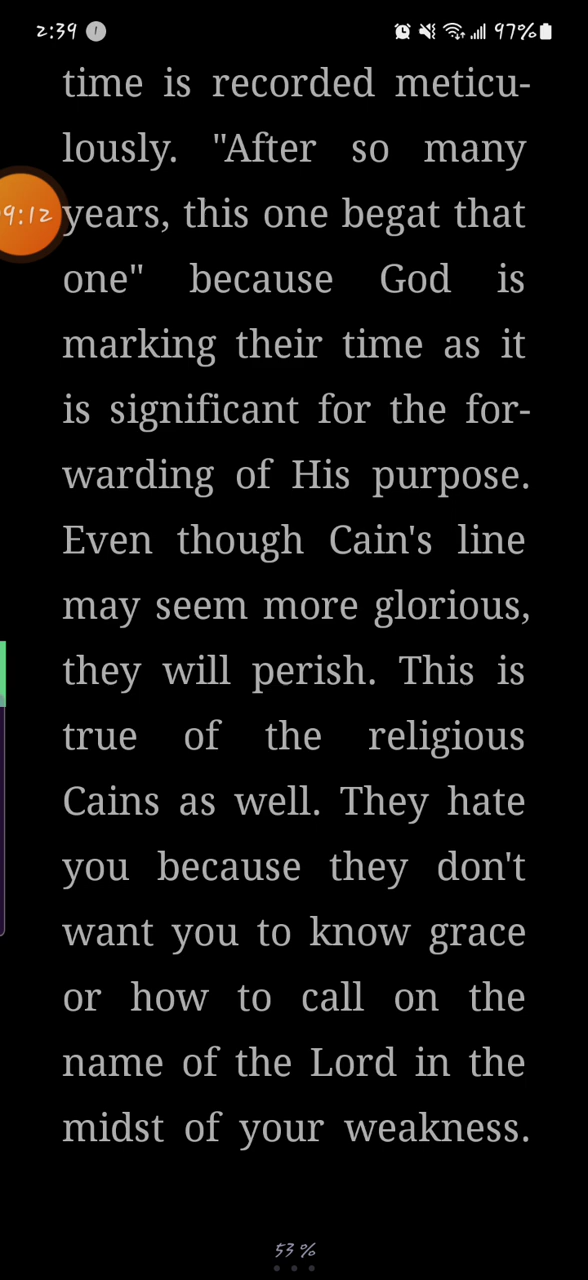 2:39 97%
time is recorded meticu-
lously. "After so many
9:12
years, this one begat that
one" because God is
marking their time as it
is significant for the for-
warding of His purpose.
Even though Cain's line
may seem more glorious,
they will perish. This is
true of the religious
Cains as well. They hate
you because they don't
want you to know grace
or how to call on the
name of the Lord in the
midst of your weakness.
53%